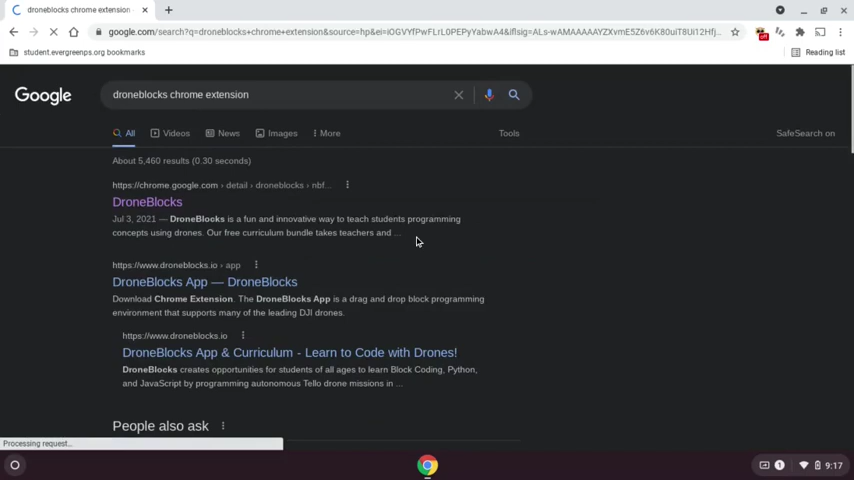 droneblocks chrome extension
google.com/search?q=droneblocks+chrome+extension&source=hp&ei=iOGVYfPwFLrL0PEPyYabwA4&iflsig=ALs-wAMAAAAAYZXvmE5Z6v6K80uiT8Ui12Hfj...
off
student.evergreenps.org bookmarks
Reading list
Google
droneblocks chrome extension
All
Videos
News
Images
More
Tools
SafeSearch on
About 5,460 results (0.30 seconds)
https://chrome.google.com › detail › droneblocks › nbf...
DroneBlocks
Jul 3, 2021 — DroneBlocks is a fun and innovative way to teach students programming
concepts using drones. Our free curriculum bundle takes teachers and ...
https://www.droneblocks.io › app
DroneBlocks App — DroneBlocks
Download Chrome Extension. The DroneBlocks App is a drag and drop block programming
environment that supports many of the leading DJI drones.
https://www.droneblocks.io
DroneBlocks App & Curriculum - Learn to Code with Drones!
DroneBlocks creates opportunities for students of all ages to learn Block Coding, Python,
and JavaScript by programming autonomous Tello drone missions in ...
People also ask
Processing request...
1
9:17